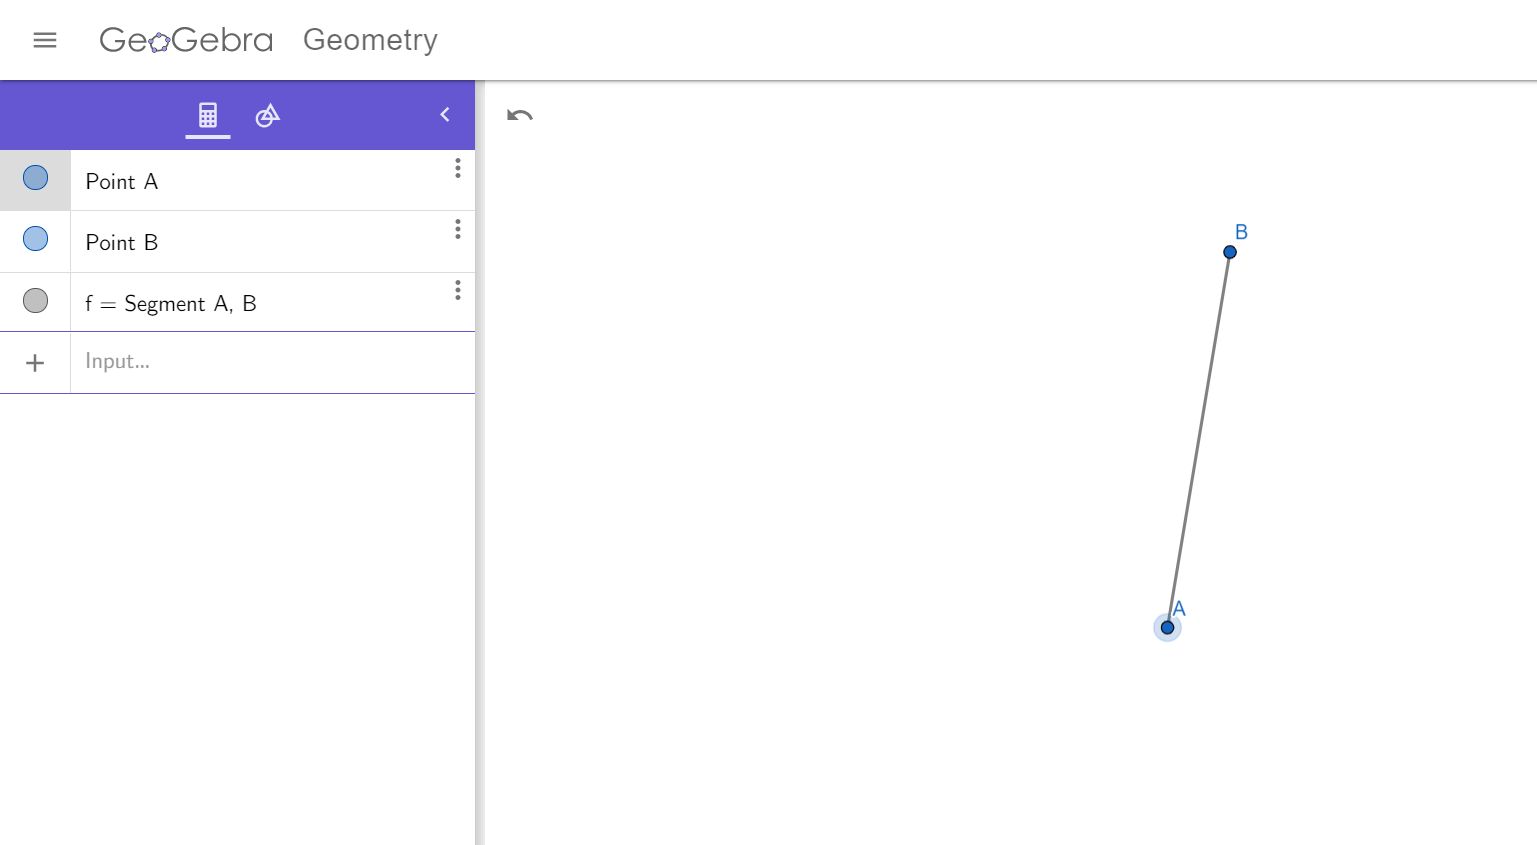 GeoGebra Geometry
Point A
Point B
f = Segment A, B
Input...
B
A